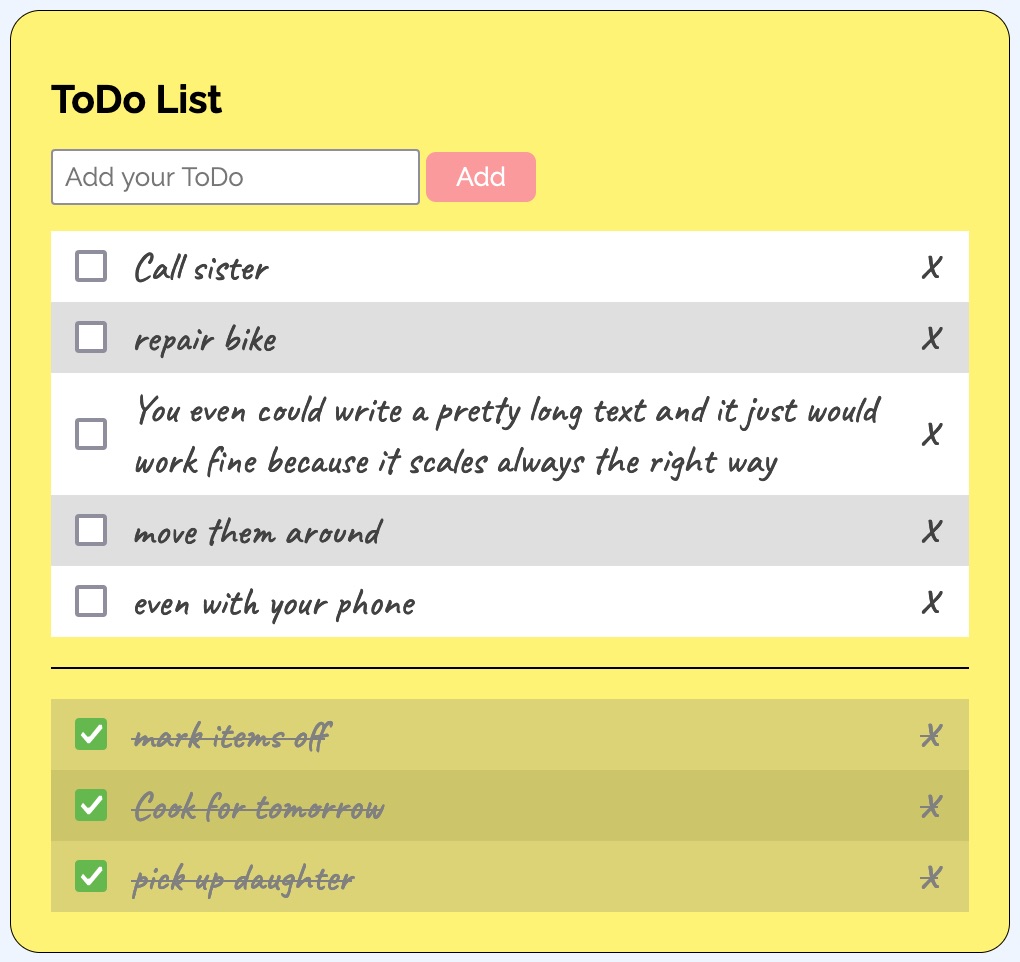 ToDo List
Add your ToDo Add
Call sister X
repair bike X
You even could write a pretty long text and it just would
work fine because it scales always the right way X
move them around X
even with your phone X
mark items off X
Cook for tomorrow X
pick up daughter X